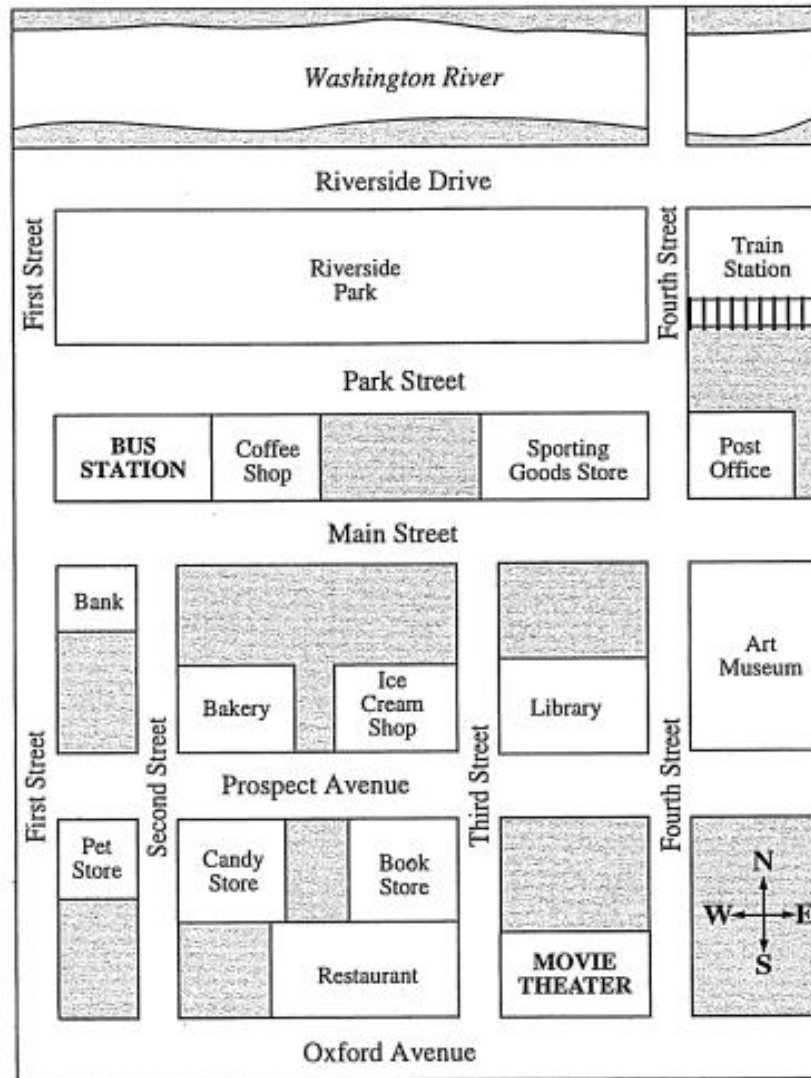 Washington River
Riverside Drive
First Street
Riverside
Park
Fourth Street
Train
Station
Park Street
BUS
STATION
Coffee
Shop
Sporting
Goods Store
Post
Office
Main Street
Bank
Art
Museum
Bakery
Ice
Cream
Shop
Library
First Street
Second Street
Prospect Avenue
Third Street
Fourth Street
Pet
Store
Candy
Store
Book
Store
N
W
E
S
Restaurant
MOVIE
THEATER
Oxford Avenue